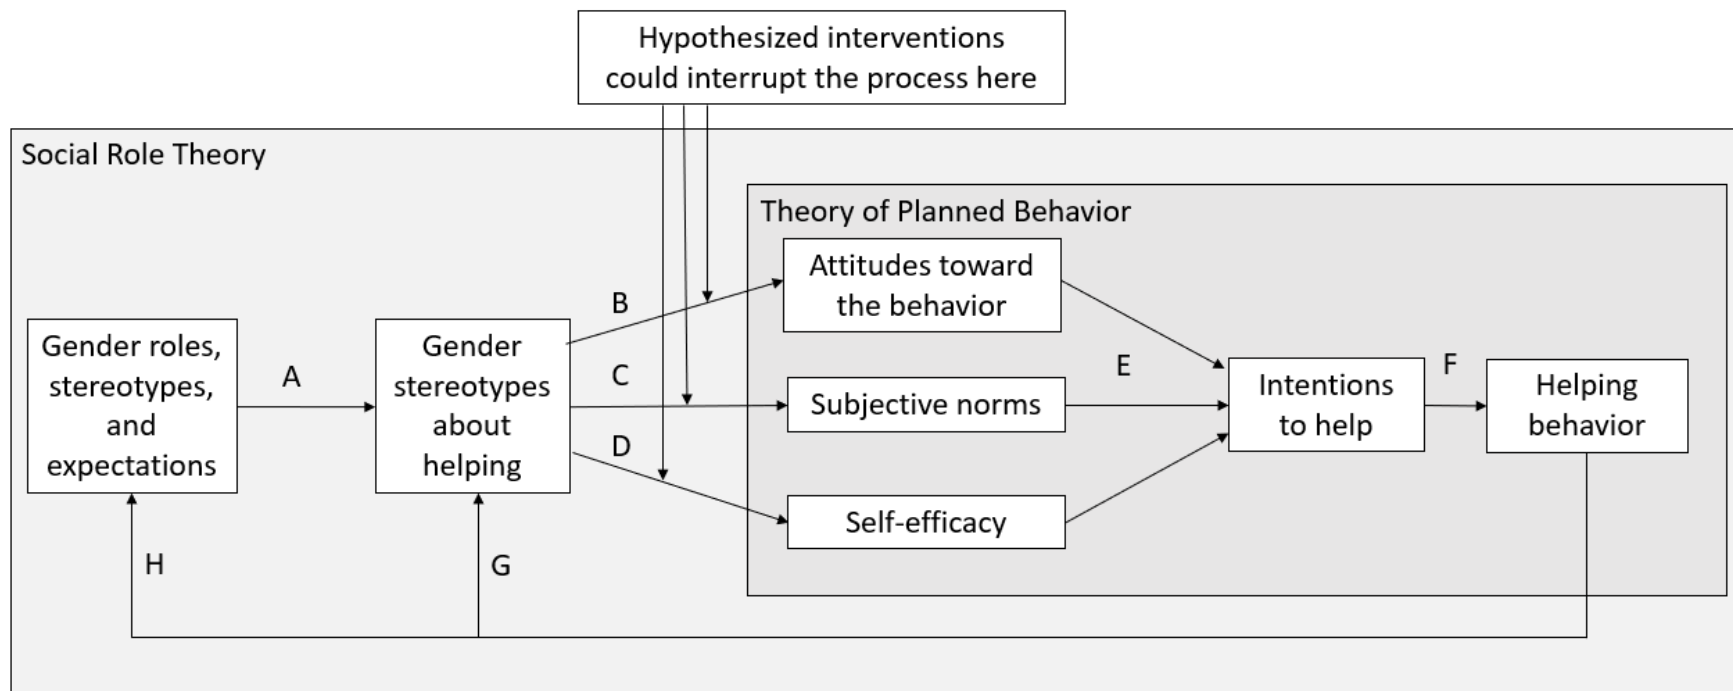 Hypothesized interventions
could interrupt the process here
Social Role Theory
Theory of Planned Behavior
Gender roles,
stereotypes,
and
expectations
A
Gender
stereotypes
about
helping
B
C
D
Attitudes toward
the behavior
Subjective norms
Self-efficacy
E
Intentions
to help
F
Helping
behavior
H
G